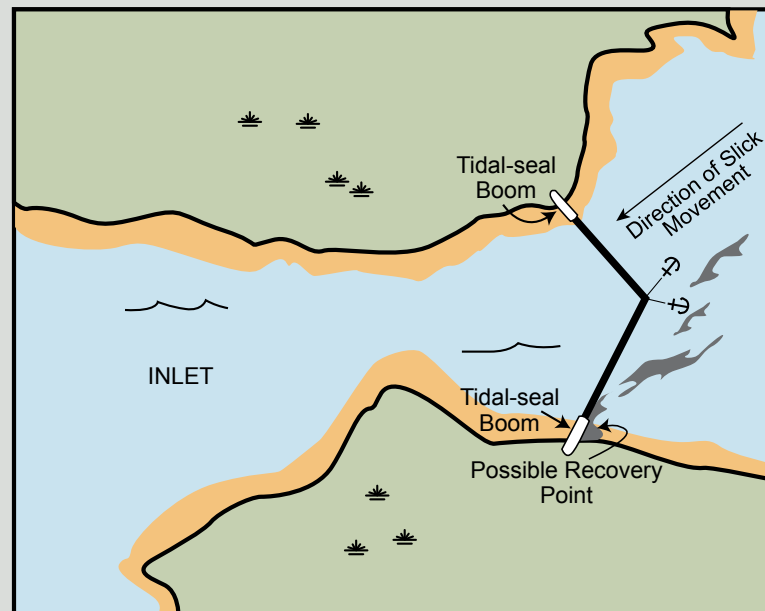 Tidal-seal
Boom
Direction of Slick
Movement
INLET
Tidal-seal
Boom
Possible Recovery
Point